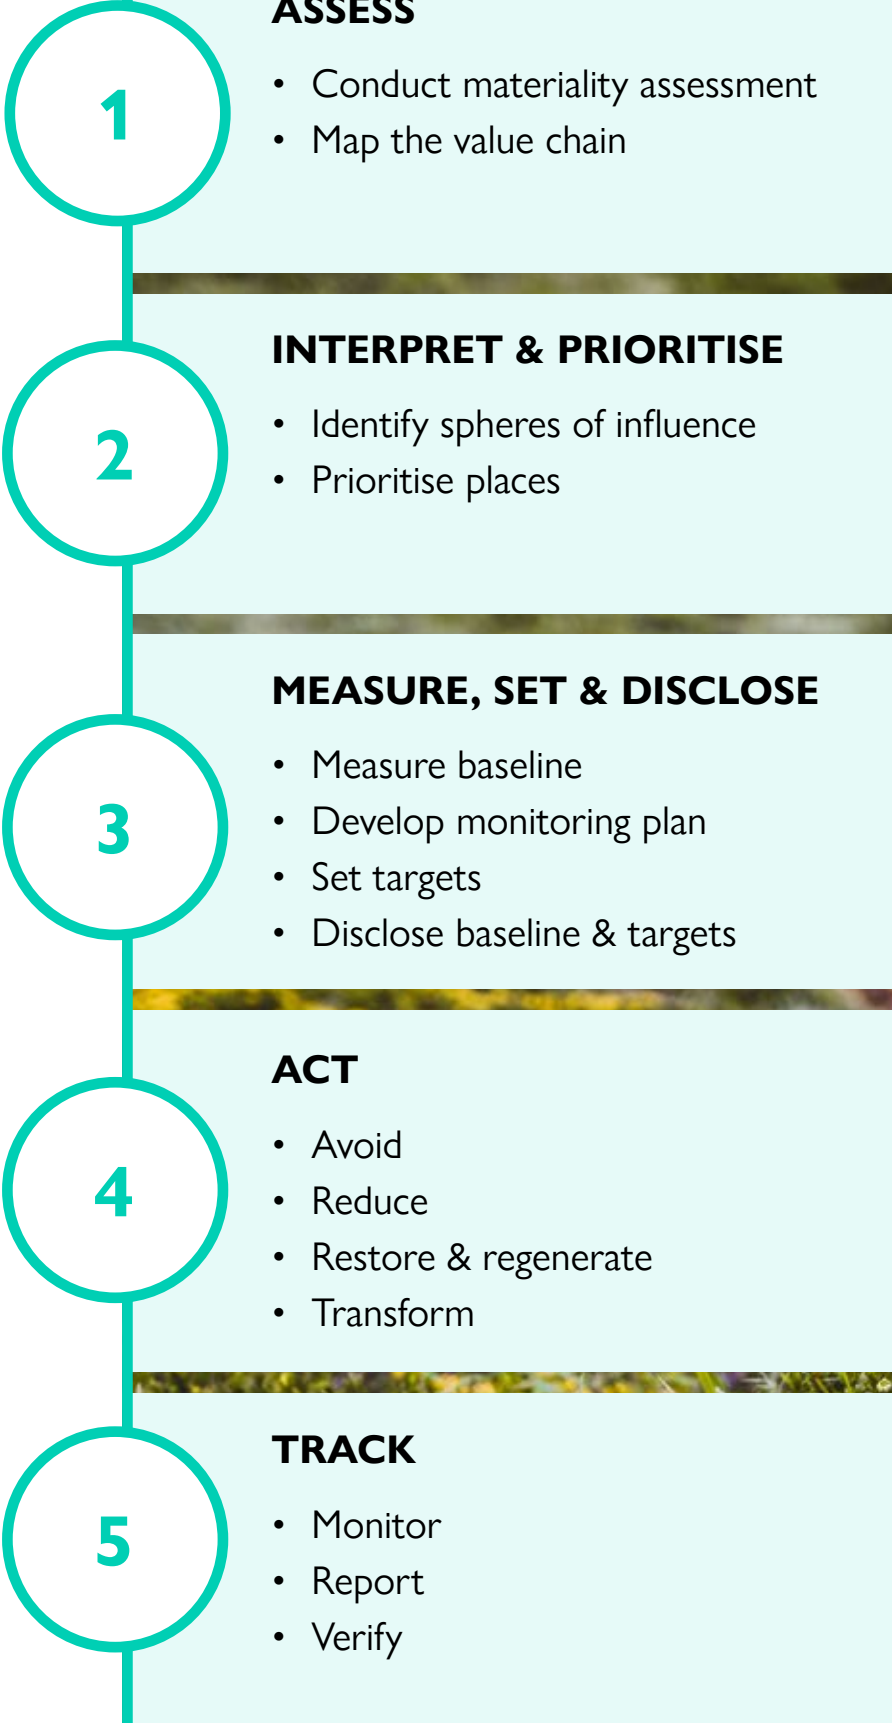 1
ASSESS
• Conduct materiality assessment
• Map the value chain
2
INTERPRET & PRIORITISE
• Identify spheres of influence
• Prioritise places
3
MEASURE, SET & DISCLOSE
• Measure baseline
• Develop monitoring plan
• Set targets
• Disclose baseline & targets
4
ACT
• Avoid
• Reduce
• Restore & regenerate
• Transform
5
TRACK
• Monitor
• Report
• Verify